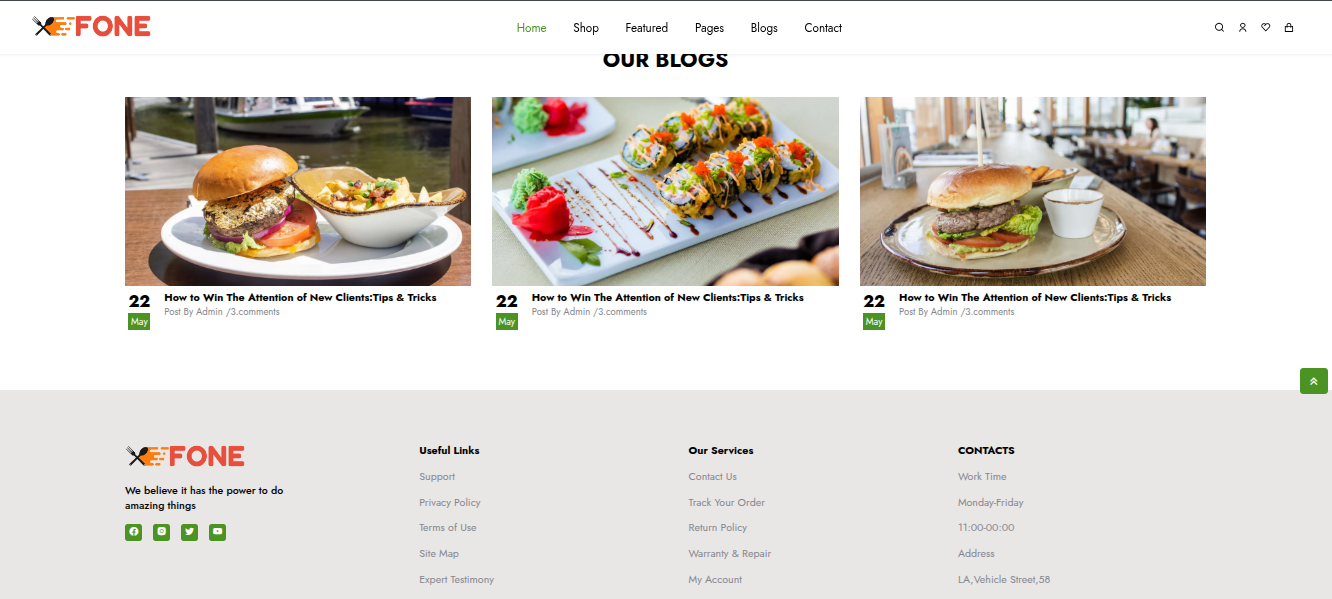 FONE
Home Shop Featured Pages Blogs Contact
OUR BLOGS
22
May
How to Win The Attention of New Clients:Tips & Tricks
Post By Admin /3.comments
22
May
How to Win The Attention of New Clients:Tips & Tricks
Post By Admin /3.comments
22
May
How to Win The Attention of New Clients:Tips & Tricks
Post By Admin /3.comments
FONE
We believe it has the power to do
amazing things
Useful Links
Support
Privacy Policy
Terms of Use
Site Map
Expert Testimony
Our Services
Contact Us
Track Your Order
Return Policy
Warranty & Repair
My Account
CONTACTS
Work Time
Monday-Friday
11:00-00:00
Address
LA,Vehicle Street,58